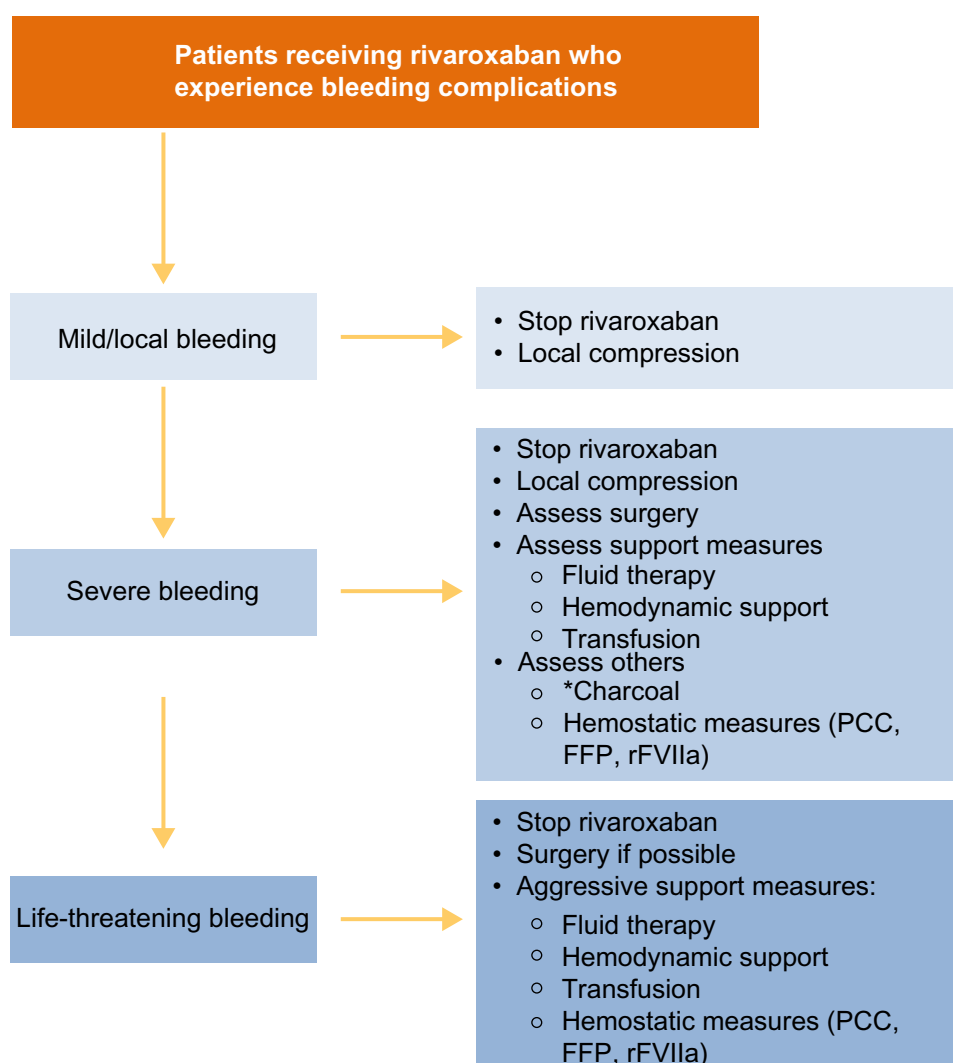 Patients receiving rivaroxaban who
experience bleeding complications
Mild/local bleeding
• Stop rivaroxaban
• Local compression
Severe bleeding
• Stop rivaroxaban
• Local compression
• Assess surgery
• Assess support measures
○ Fluid therapy
○ Hemodynamic support
○ Transfusion
• Assess others
○ *Charcoal
○ Hemostatic measures (PCC,
FFP, rFVIIa)
Life-threatening bleeding
• Stop rivaroxaban
• Surgery if possible
• Aggressive support measures:
○ Fluid therapy
○ Hemodynamic support
○ Transfusion
○ Hemostatic measures (PCC,
FFP, rFVIIa)